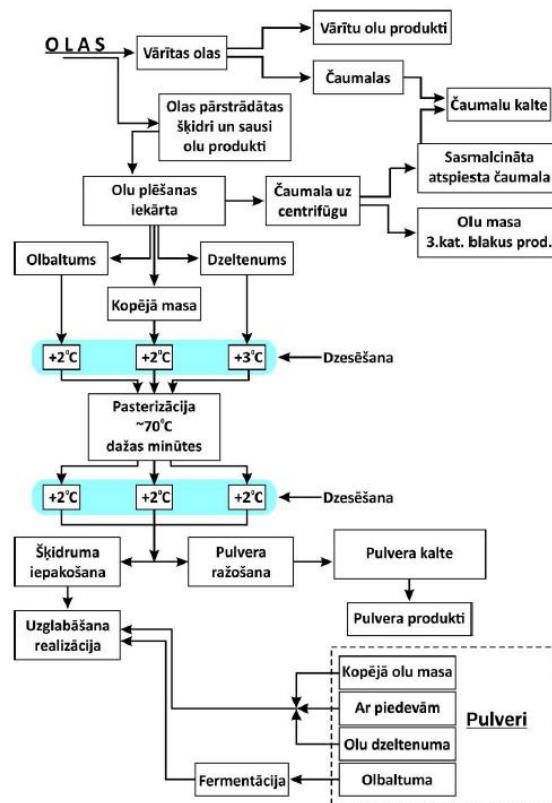 OLAS
Vārītas olas
Vārītu olu produkti
Čaumalas
Čaumalu kalte
Olas pārstrādātas
šķidri un sausi
olu produkti
Sasmalcināta
atspiesta čaumala
Olu plēšanas
iekārta
Čaumala uz
centrifūgu
Olu masa
3.kat. blakus prod.
Olbaltums
Dzeltenums
Kopējā masa
+2°C
+2°C
+3°C
Dzesēšana
Pasterizācija
~70°C
dažas minūtes
+2°C
+2°C
+2°C
Dzesēšana
Šķidruma
iepakošana
Pulvera
ražošana
Pulvera kalte
Uzglabāšana
realizācija
Pulvera produkti
Kopējā olu masa
Ar piedevām
Pulveri
Olu dzeltenuma
Fermentācija
Olbaltuma